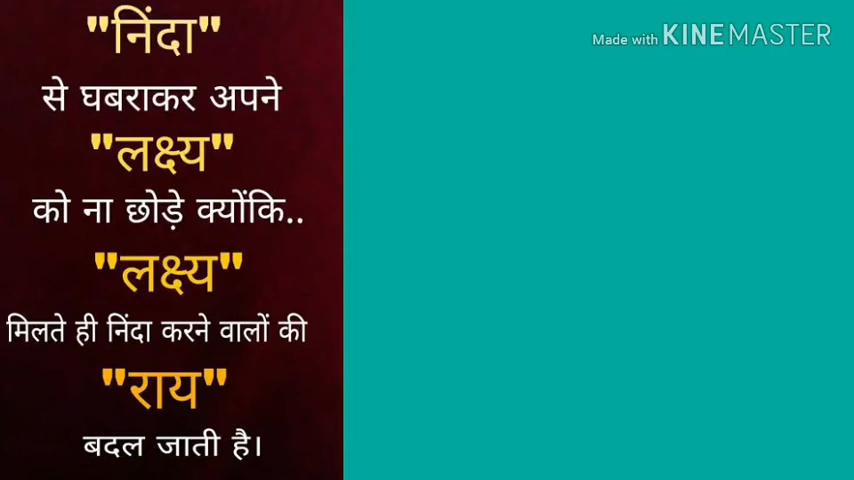 "निंदा"
से घबराकर अपने
"लक्ष्य"
को ना छोड़े क्योंकि..
"लक्ष्य"
मिलते ही निंदा करने वालों की
"राय"
बदल जाती है।
Made with KINEMASTER